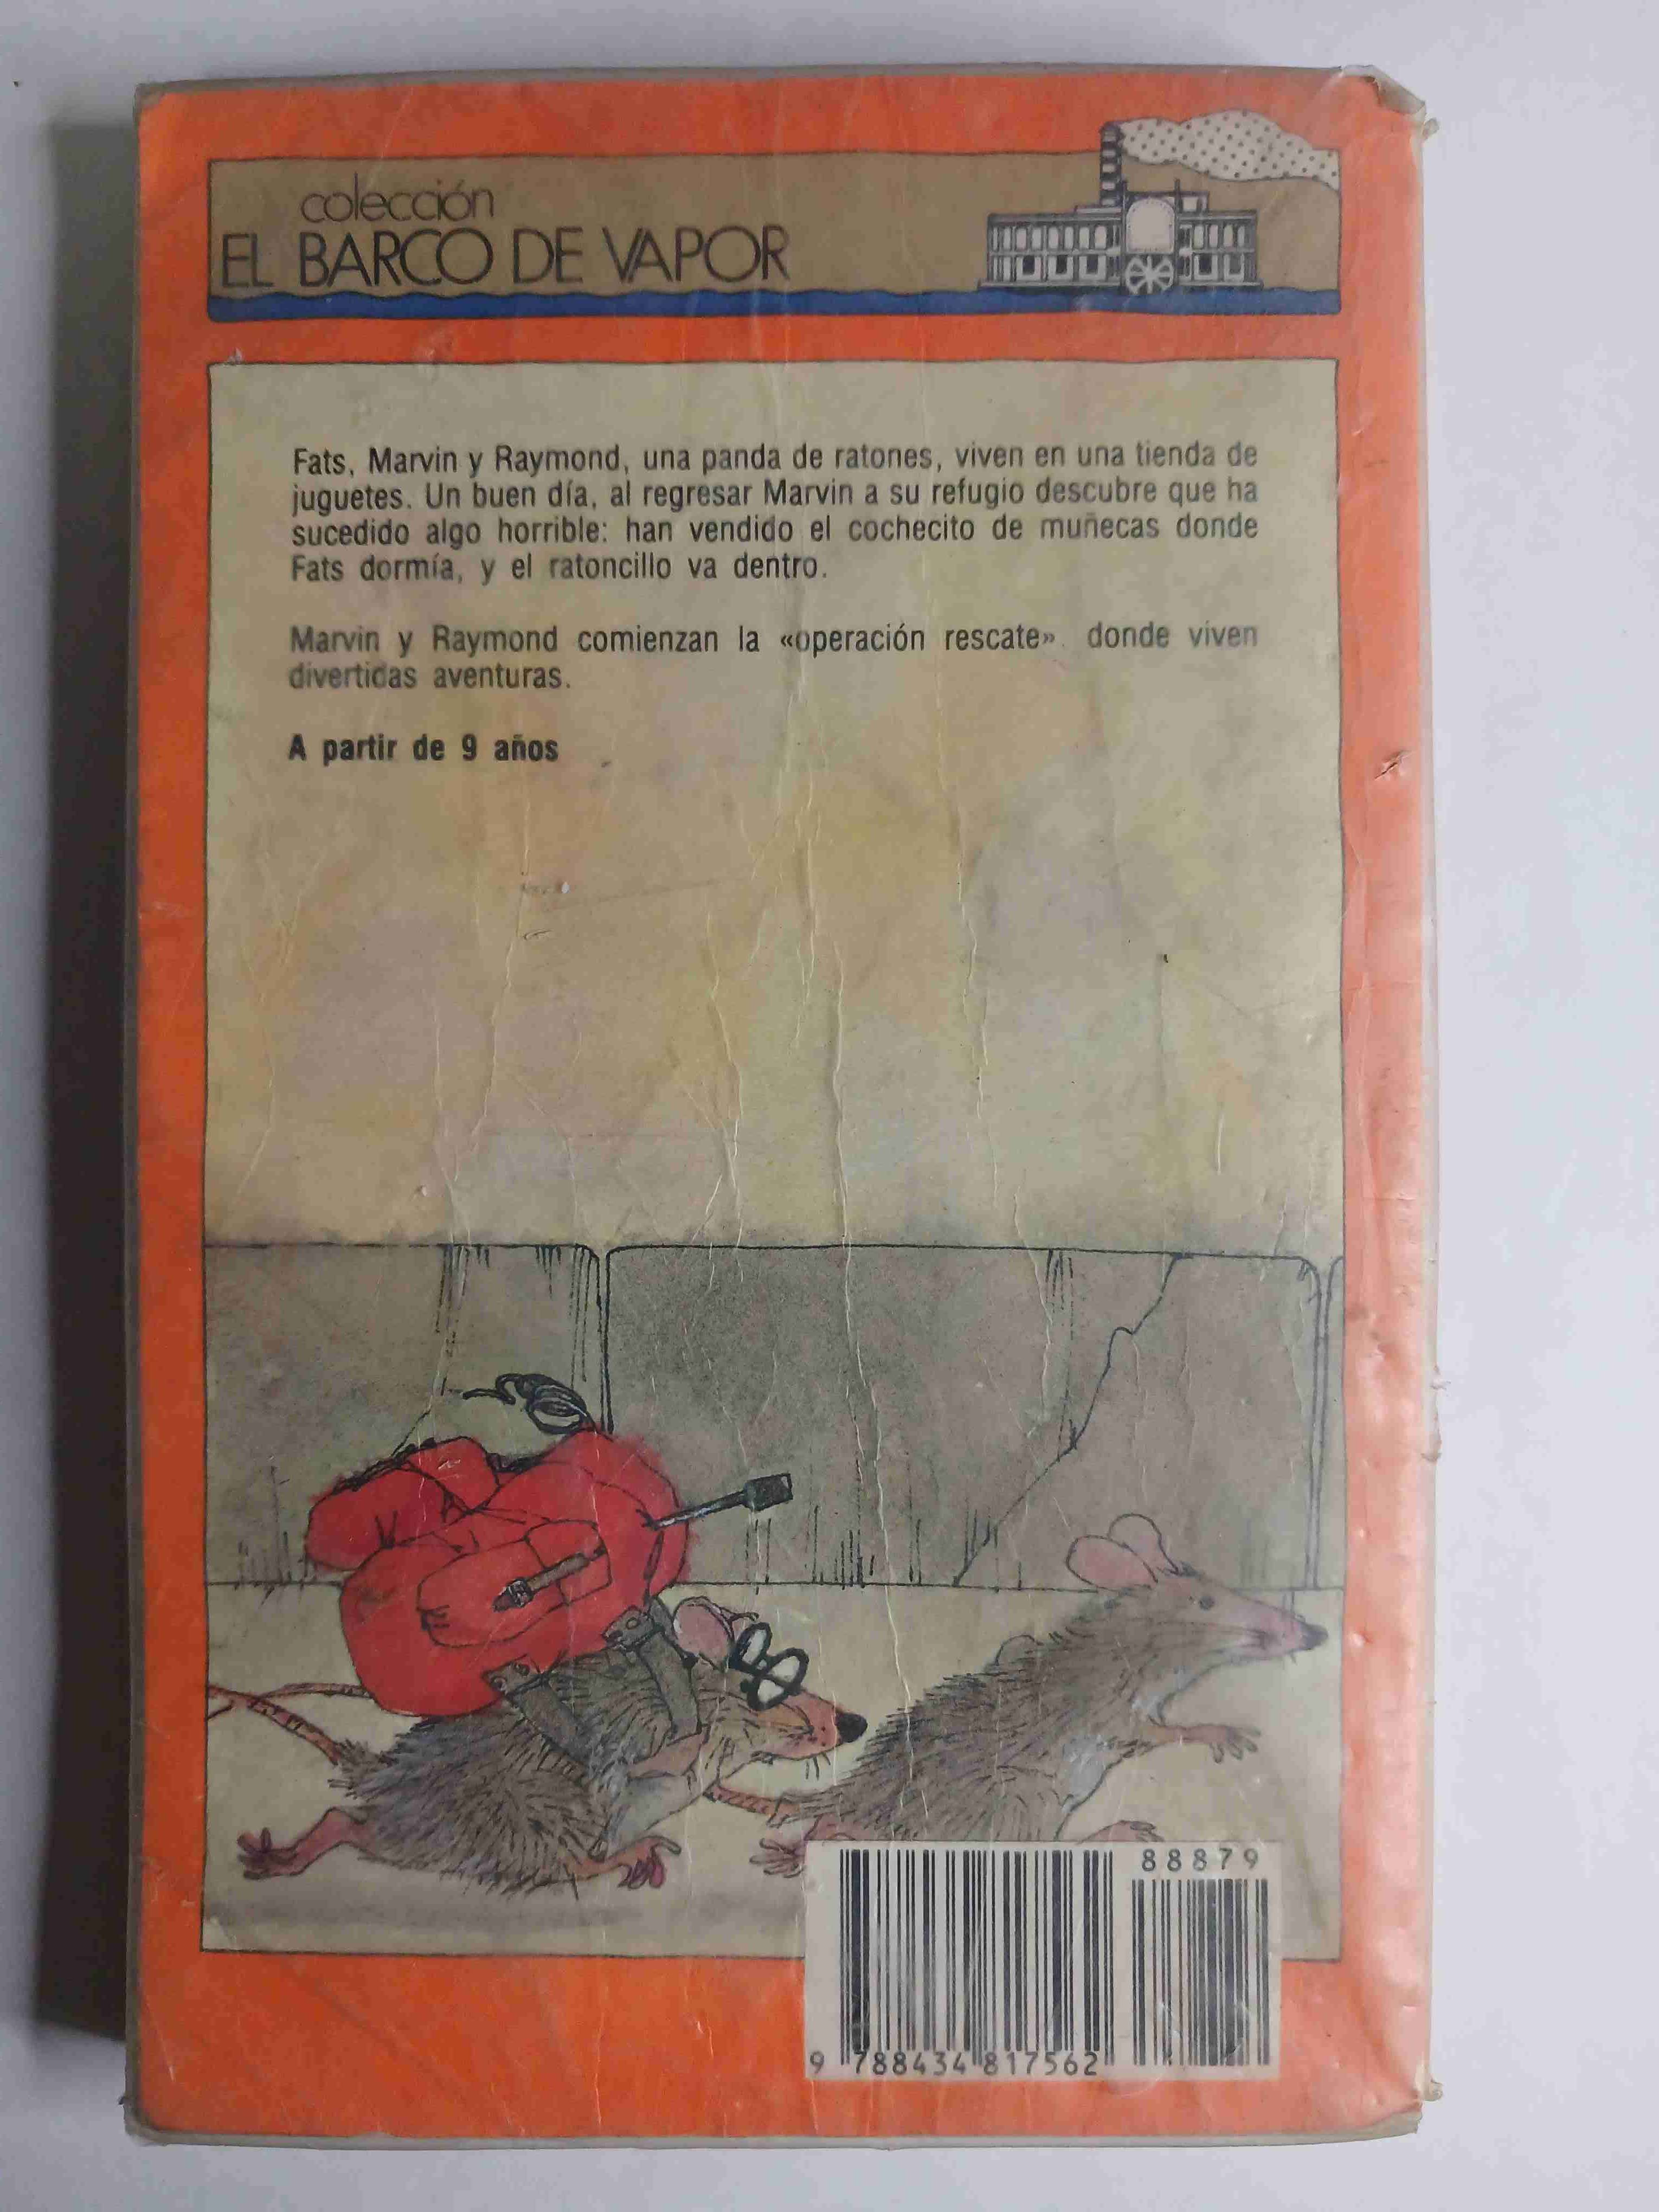 colección
EL BARCO DE VAPOR
Fats, Marvin y Raymond, una panda de ratones, viven en una tienda de
juguetes. Un buen día, al regresar Marvin a su refugio descubre que ha
sucedido algo horrible: han vendido el cochecito de muñecas donde
Fats dormía, y el ratoncillo va dentro.
Marvin y Raymond comienzan la «operación rescate». donde viven
divertidas aventuras.
A partir de 9 años
88879
9 788434 817562